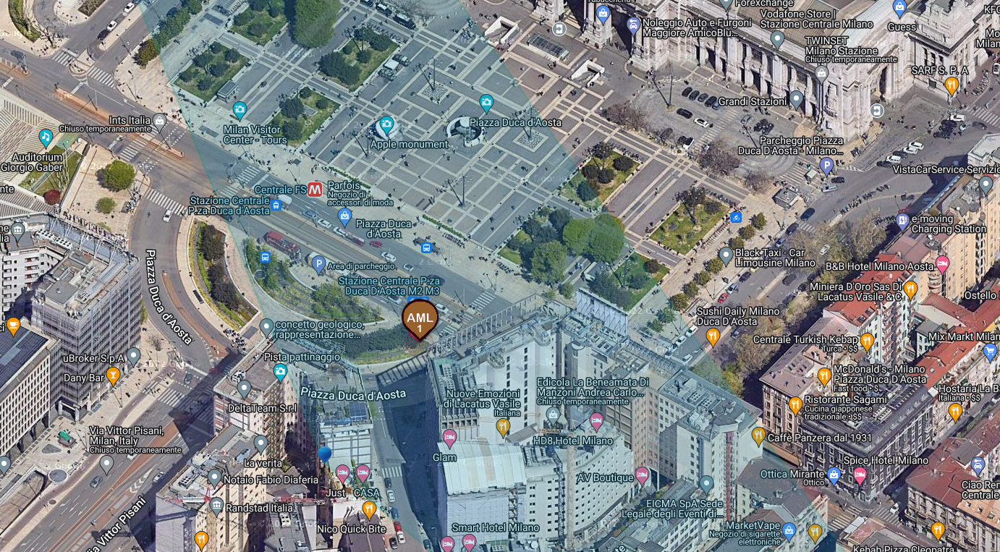 Tabaccheria
Forexchange
Noleggio Auto e Furgoni
Maggiore AmicoBlu...
Vodafone Store |
Stazione Centrale Milano
Guess
KFC
TWINSET
Milano Stazione
Chiuso temporaneamente
SARF S. P. A
Grandi Stazioni
Ints Italia
Chiuso temporaneamente
Milan Visitor
Center - Tours
Piazza Duca d'Aosta
Apple monument
Parcheggio Piazza
Duca D'Aosta - Milano...
Auditorium
Giorgio Gaber
VistaCarService Servizio
Centrale FS
M
Parfois
Negozio di
accessori di moda
Stazione Centrale
P.za Duca d'Aosta
Piazza Duca
d'Aosta
P
e-moving
Charging Station
Black Taxi - Car
Limousine Milano
Piazza Duca d'Aosta
P
Area di parcheggio
B&B Hotel Milano Aosta
Stazione Centrale P.za
Duca D'Aosta M2 M3
Miniera D'Oro Sas Di
Lacatus Vasile & C
Ostello
AML
1
Sushi Daily Milano
Duca D'Aosta
concetto geologico,
rappresentazione...
Centrale Turkish Kebap
Turca • $$
Mix Markt Milan
uBroker S.p.A
Pista pattinaggio
Dany Bar
McDonald's - Milano
Piazza Duca D'Aosta
Fast food • $
Edicola La Beneamata Di
Manzoni Andrea Carlo...
Chiuso temporaneamente
Piazza Duca d'Aosta
Nuove Emozioni
di Lacatus Vasile
Italiana
Hostaria La B
Italiana • $$
Ristorante Sagami
Cucina giapponese
tradizionale • $$
DeltaTeam S.r.l
Via Vittor Pisani,
Milan, Italy
Chiuso temporaneamente
HD8 Hotel Milano
Caffè Panzera dal 1931
Glam
La verita
Spice Hotel Milano
Notaio Fabio Diaferia
AV Boutique
Ottica Mirante
Ottico
Just
CASA
Ciao Ren
Centrale
Randstad Italia
EICMA SpA Sede
Legale degli Eventi di...
Via Vittor Pisani
Nico Quick Bite
Smart Hotel Milano
MarketVape
Negozio di sigarette
elettroniche
Kebab Pizza Cleopatra